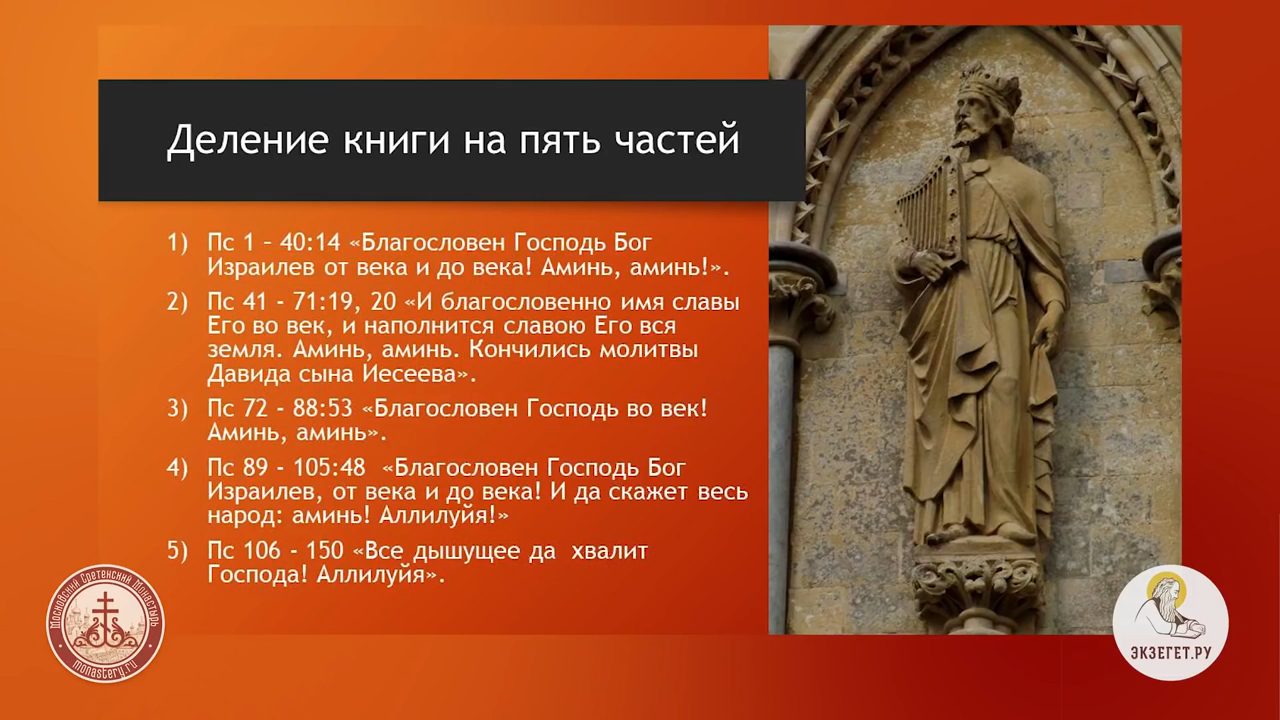 Деление книги на пять частей
1) Пс 1 – 40:14 «Благословен Господь Бог
Израилев от века и до века! Аминь, аминь!».
2) Пс 41 - 71:19, 20 «И благословенно имя славы
Его во век, и наполнится славою Его вся
земля. Аминь, аминь. Кончились молитвы
Давида сына Иесеева».
3) Пс 72 - 88:53 «Благословен Господь во век!
Аминь, аминь».
4) Пс 89 - 105:48 «Благословен Господь Бог
Израилев, от века и до века! И да скажет весь
народ: аминь! Аллилуйя!»
5) Пс 106 - 150 «Все дышущее да хвалит
Господа! Аллилуйя».
Московский Сретенский Монастырь
monastery.ru
ЭКЗЕГЕТ.РУ